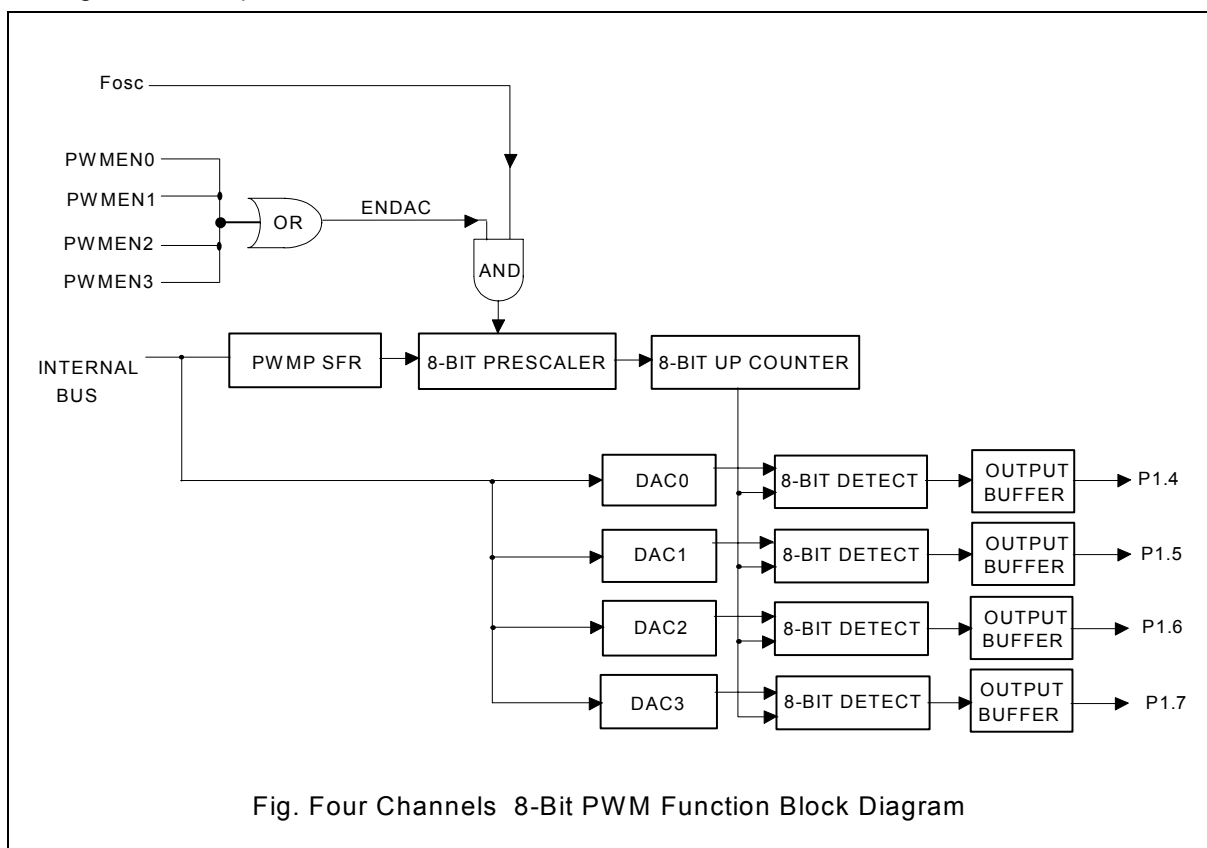 Fosc
PWMEN0
PWMEN1
PWMEN2
PWMEN3
OR
ENDAC
AND
INTERNAL
BUS
PWMP SFR
8-BIT PRESCALER
8-BIT UP COUNTER
DAC0
8-BIT DETECT
OUTPUT
BUFFER
P1.4
DAC1
8-BIT DETECT
OUTPUT
BUFFER
P1.5
DAC2
8-BIT DETECT
OUTPUT
BUFFER
P1.6
DAC3
8-BIT DETECT
OUTPUT
BUFFER
P1.7
Fig. Four Channels 8-Bit PWM Function Block Diagram